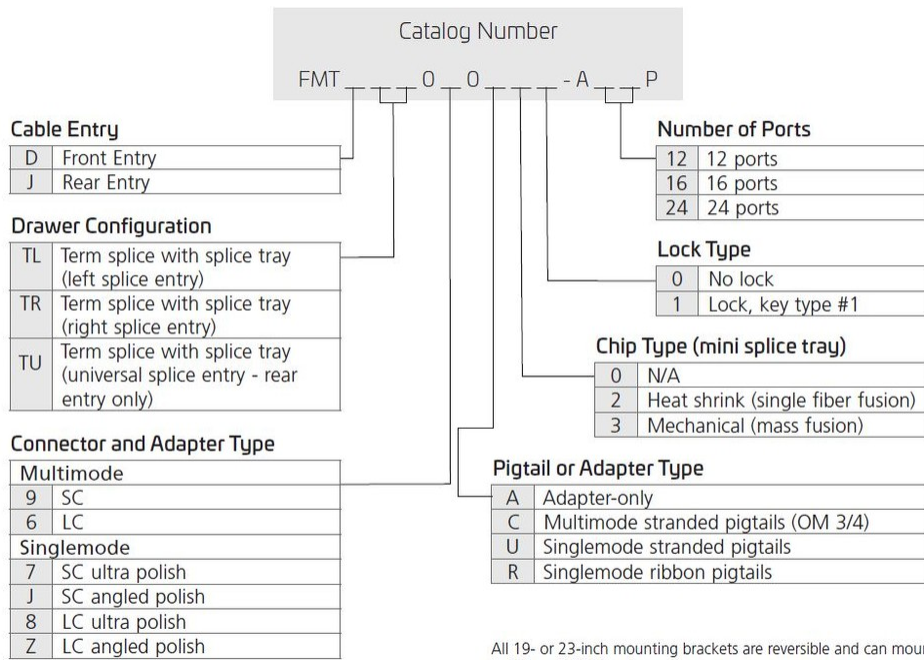 Catalog Number
FMT _ _ _ 0 _ 0 _ _ _ - A _ _ P
Cable Entry
D Front Entry
J Rear Entry
Drawer Configuration
TL Term splice with splice tray
(left splice entry)
TR Term splice with splice tray
(right splice entry)
TU Term splice with splice tray
(universal splice entry - rear
entry only)
Connector and Adapter Type
Multimode
9 SC
6 LC
Singlemode
7 SC ultra polish
J SC angled polish
8 LC ultra polish
Z LC angled polish
Number of Ports
12 12 ports
16 16 ports
24 24 ports
Lock Type
0 No lock
1 Lock, key type #1
Chip Type (mini splice tray)
0 N/A
2 Heat shrink (single fiber fusion)
3 Mechanical (mass fusion)
Pigtail or Adapter Type
A Adapter-only
C Multimode stranded pigtails (OM 3/4)
U Singlemode stranded pigtails
R Singlemode ribbon pigtails
All 19- or 23-inch mounting brackets are reversible and can mou